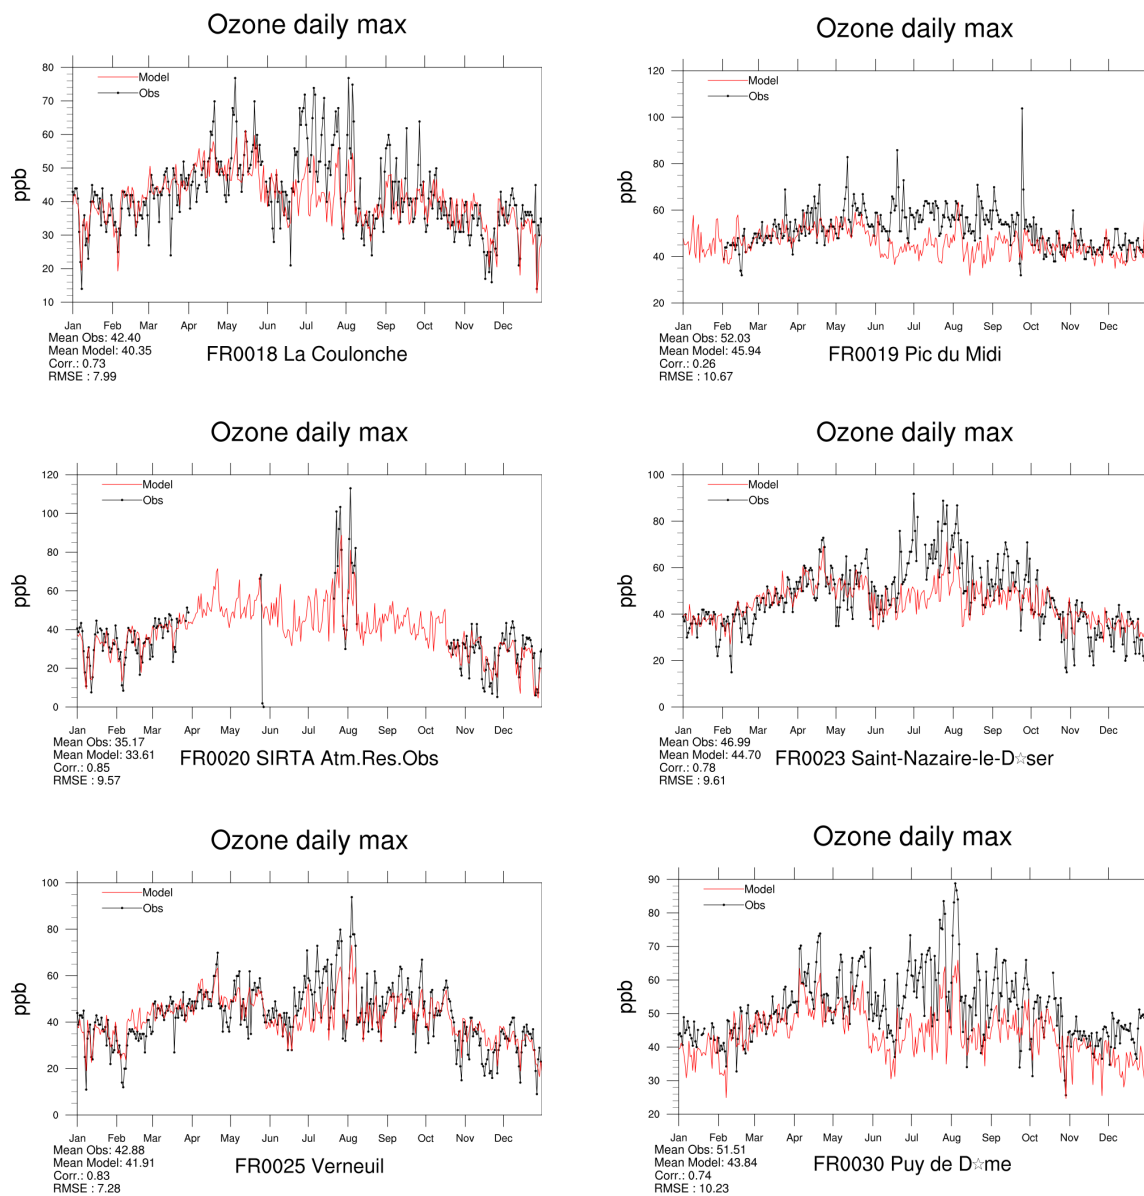 Ozone daily max
80
70
60
50
40
30
20
10
ppb
Model
Obs
Jan Feb Mar Apr May Jun Jul Aug Sep Oct Nov Dec
Mean Obs: 42.40
Mean Model: 40.35
Corr.: 0.73
RMSE : 7.99
FR0018 La Coulonche
Ozone daily max
120
100
80
60
40
20
ppb
Model
Obs
Jan Feb Mar Apr May Jun Jul Aug Sep Oct Nov Dec
Mean Obs: 52.03
Mean Model: 45.94
Corr.: 0.26
RMSE : 10.67
FR0019 Pic du Midi
Ozone daily max
120
100
80
60
40
20
0
ppb
Model
Obs
Jan Feb Mar Apr May Jun Jul Aug Sep Oct Nov Dec
Mean Obs: 35.17
Mean Model: 33.61
Corr.: 0.85
RMSE : 9.57
FR0020 SIRTA Atm.Res.Obs
Ozone daily max
100
80
60
40
20
0
ppb
Model
Obs
Jan Feb Mar Apr May Jun Jul Aug Sep Oct Nov Dec
Mean Obs: 46.99
Mean Model: 44.70
Corr.: 0.78
RMSE : 9.61
FR0023 Saint-Nazaire-le-D☆ser
Ozone daily max
100
80
60
40
20
0
ppb
Model
Obs
Jan Feb Mar Apr May Jun Jul Aug Sep Oct Nov Dec
Mean Obs: 42.88
Mean Model: 41.91
Corr.: 0.83
RMSE : 7.28
FR0025 Verneuil
Ozone daily max
90
80
70
60
50
40
30
20
ppb
Model
Obs
Jan Feb Mar Apr May Jun Jul Aug Sep Oct Nov Dec
Mean Obs: 51.51
Mean Model: 43.84
Corr.: 0.74
RMSE : 10.23
FR0030 Puy de D☆me